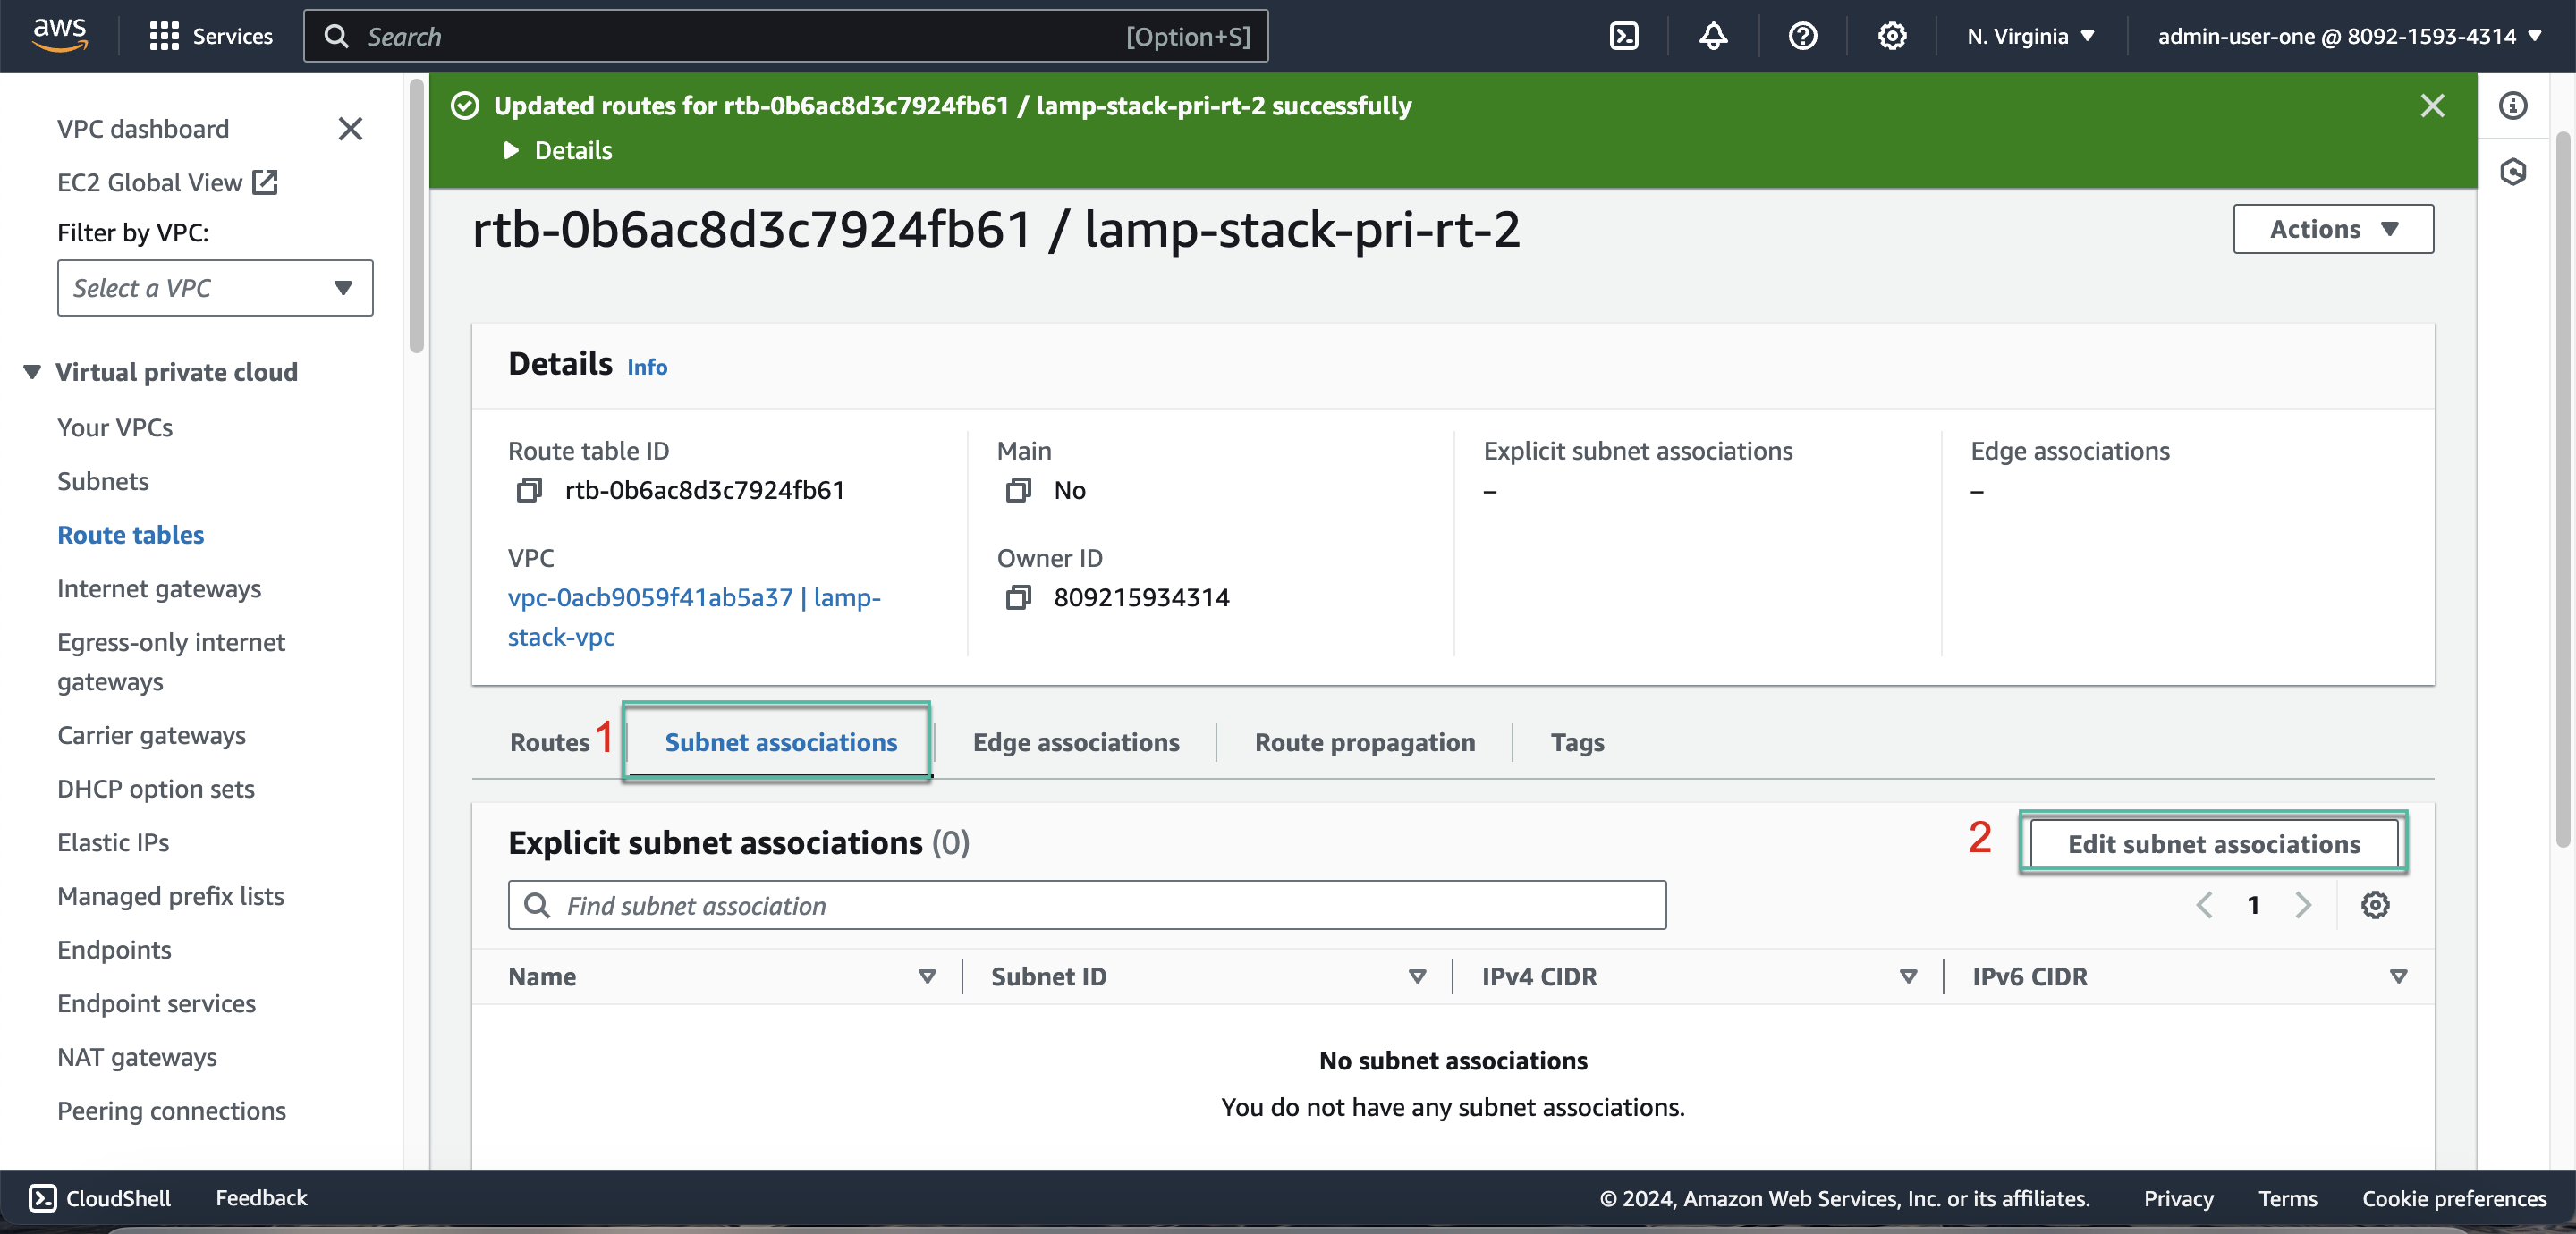 aws
Services
Search
[Option+S]
N. Virginia
admin-user-one @ 8092-1593-4314
VPC dashboard
EC2 Global View
Filter by VPC:
Select a VPC
Virtual private cloud
Your VPCs
Subnets
Route tables
Internet gateways
Egress-only internet
gateways
Carrier gateways
DHCP option sets
Elastic IPs
Managed prefix lists
Endpoints
Endpoint services
NAT gateways
Peering connections
Updated routes for rtb-0b6ac8d3c7924fb61 / lamp-stack-pri-rt-2 successfully
Details
rtb-0b6ac8d3c7924fb61 / lamp-stack-pri-rt-2
Actions
Details Info
Route table ID
rtb-0b6ac8d3c7924fb61
Main
No
Explicit subnet associations
–
Edge associations
–
VPC
vpc-0acb9059f41ab5a37 | lamp-
stack-vpc
Owner ID
809215934314
Routes 1 Subnet associations Edge associations Route propagation Tags
Explicit subnet associations (0)
2 Edit subnet associations
Find subnet association
1
Name Subnet ID IPv4 CIDR IPv6 CIDR
No subnet associations
You do not have any subnet associations.
CloudShell Feedback
© 2024, Amazon Web Services, Inc. or its affiliates. Privacy Terms Cookie preferences